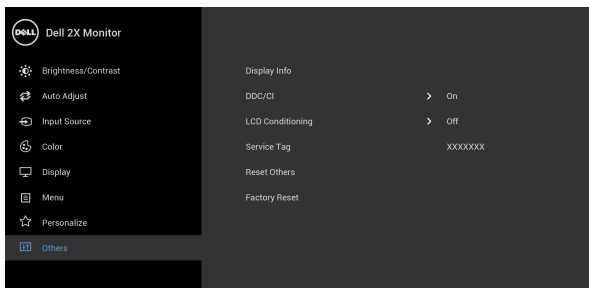 DELL Dell 2X Monitor
Brightness/Contrast Display Info
Auto Adjust DDC/CI > On
Input Source LCD Conditioning > Off
Color Service Tag XXXXXXX
Display Reset Others
Menu Factory Reset
Personalize
Others